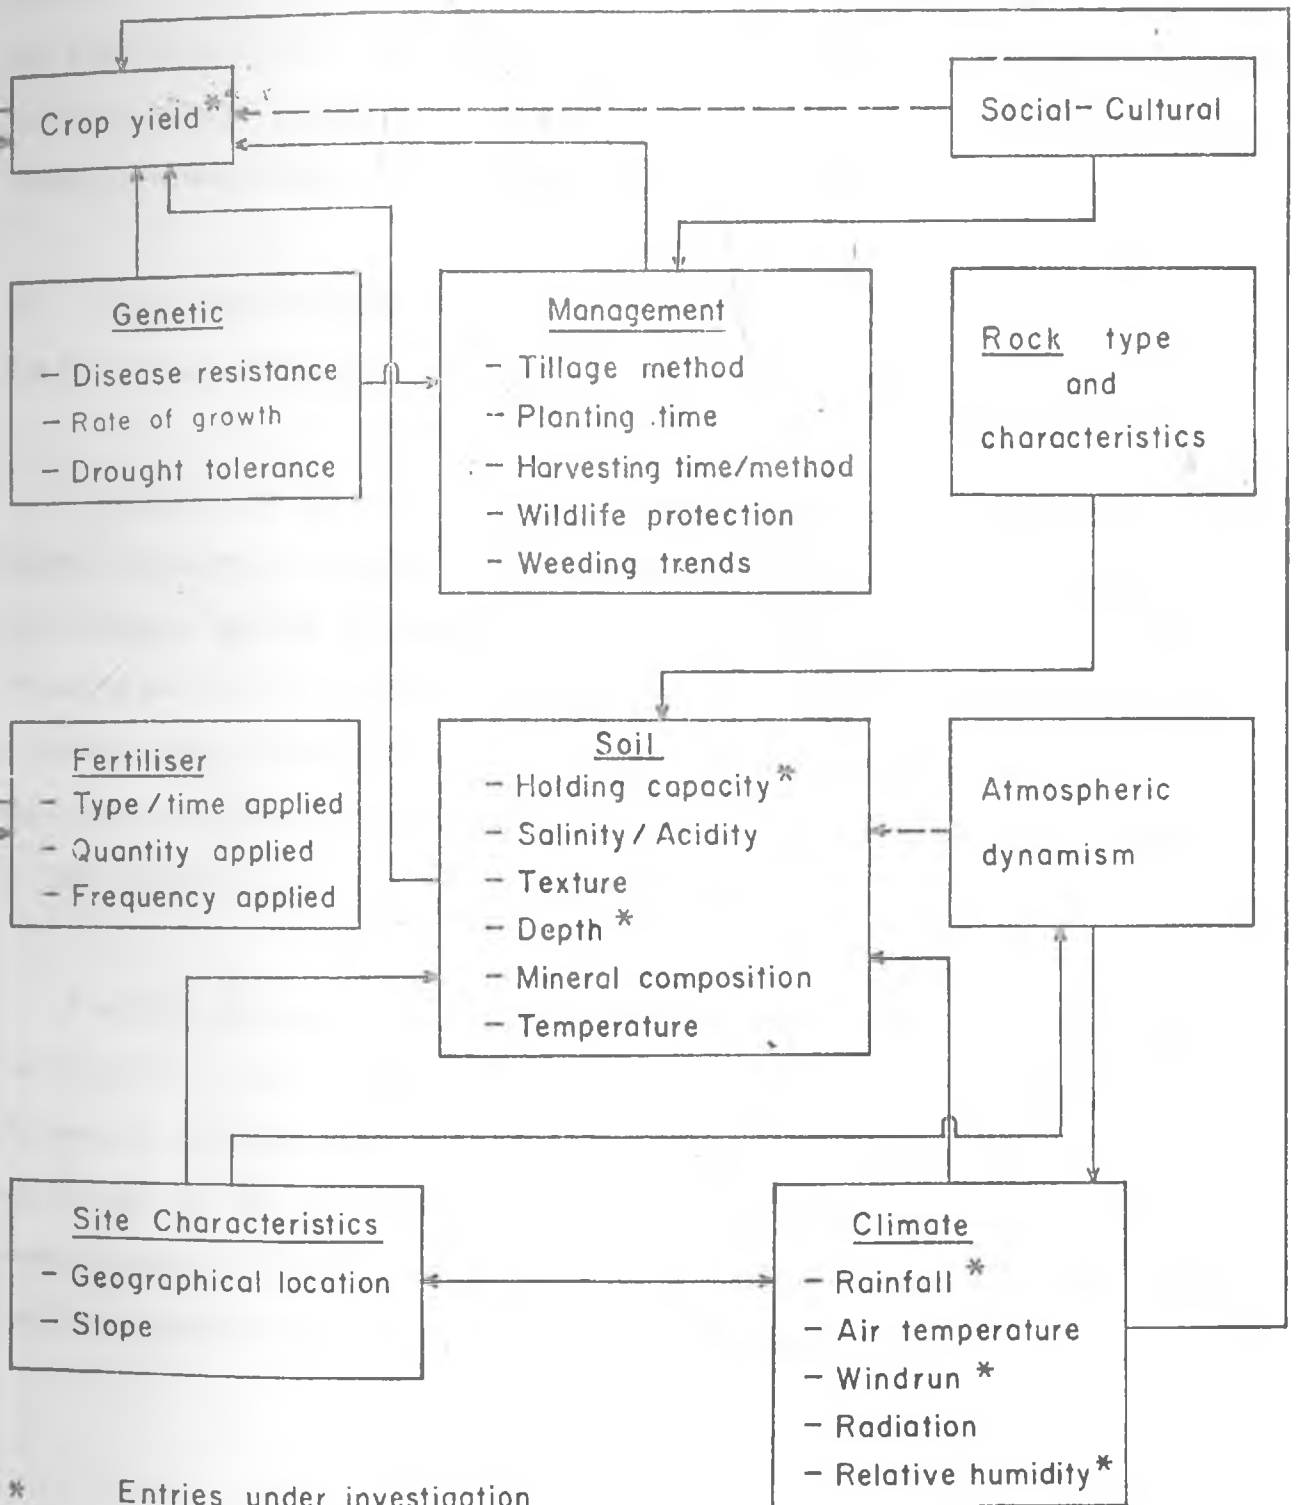 Crop yield *
Social-Cultural
Genetic
- Disease resistance
- Rate of growth
- Drought tolerance
Management
- Tillage method
- Planting time
- Harvesting time/method
- Wildlife protection
- Weeding trends
Rock type
and
characteristics
Fertiliser
- Type / time applied
- Quantity applied
- Frequency applied
Soil
- Holding capacity *
- Salinity / Acidity
- Texture
- Depth *
- Mineral composition
- Temperature
Atmospheric
dynamism
Site Characteristics
- Geographical location
- Slope
Climate
- Rainfall *
- Air temperature
- Windrun *
- Radiation
- Relative humidity *
* Entries under investigation